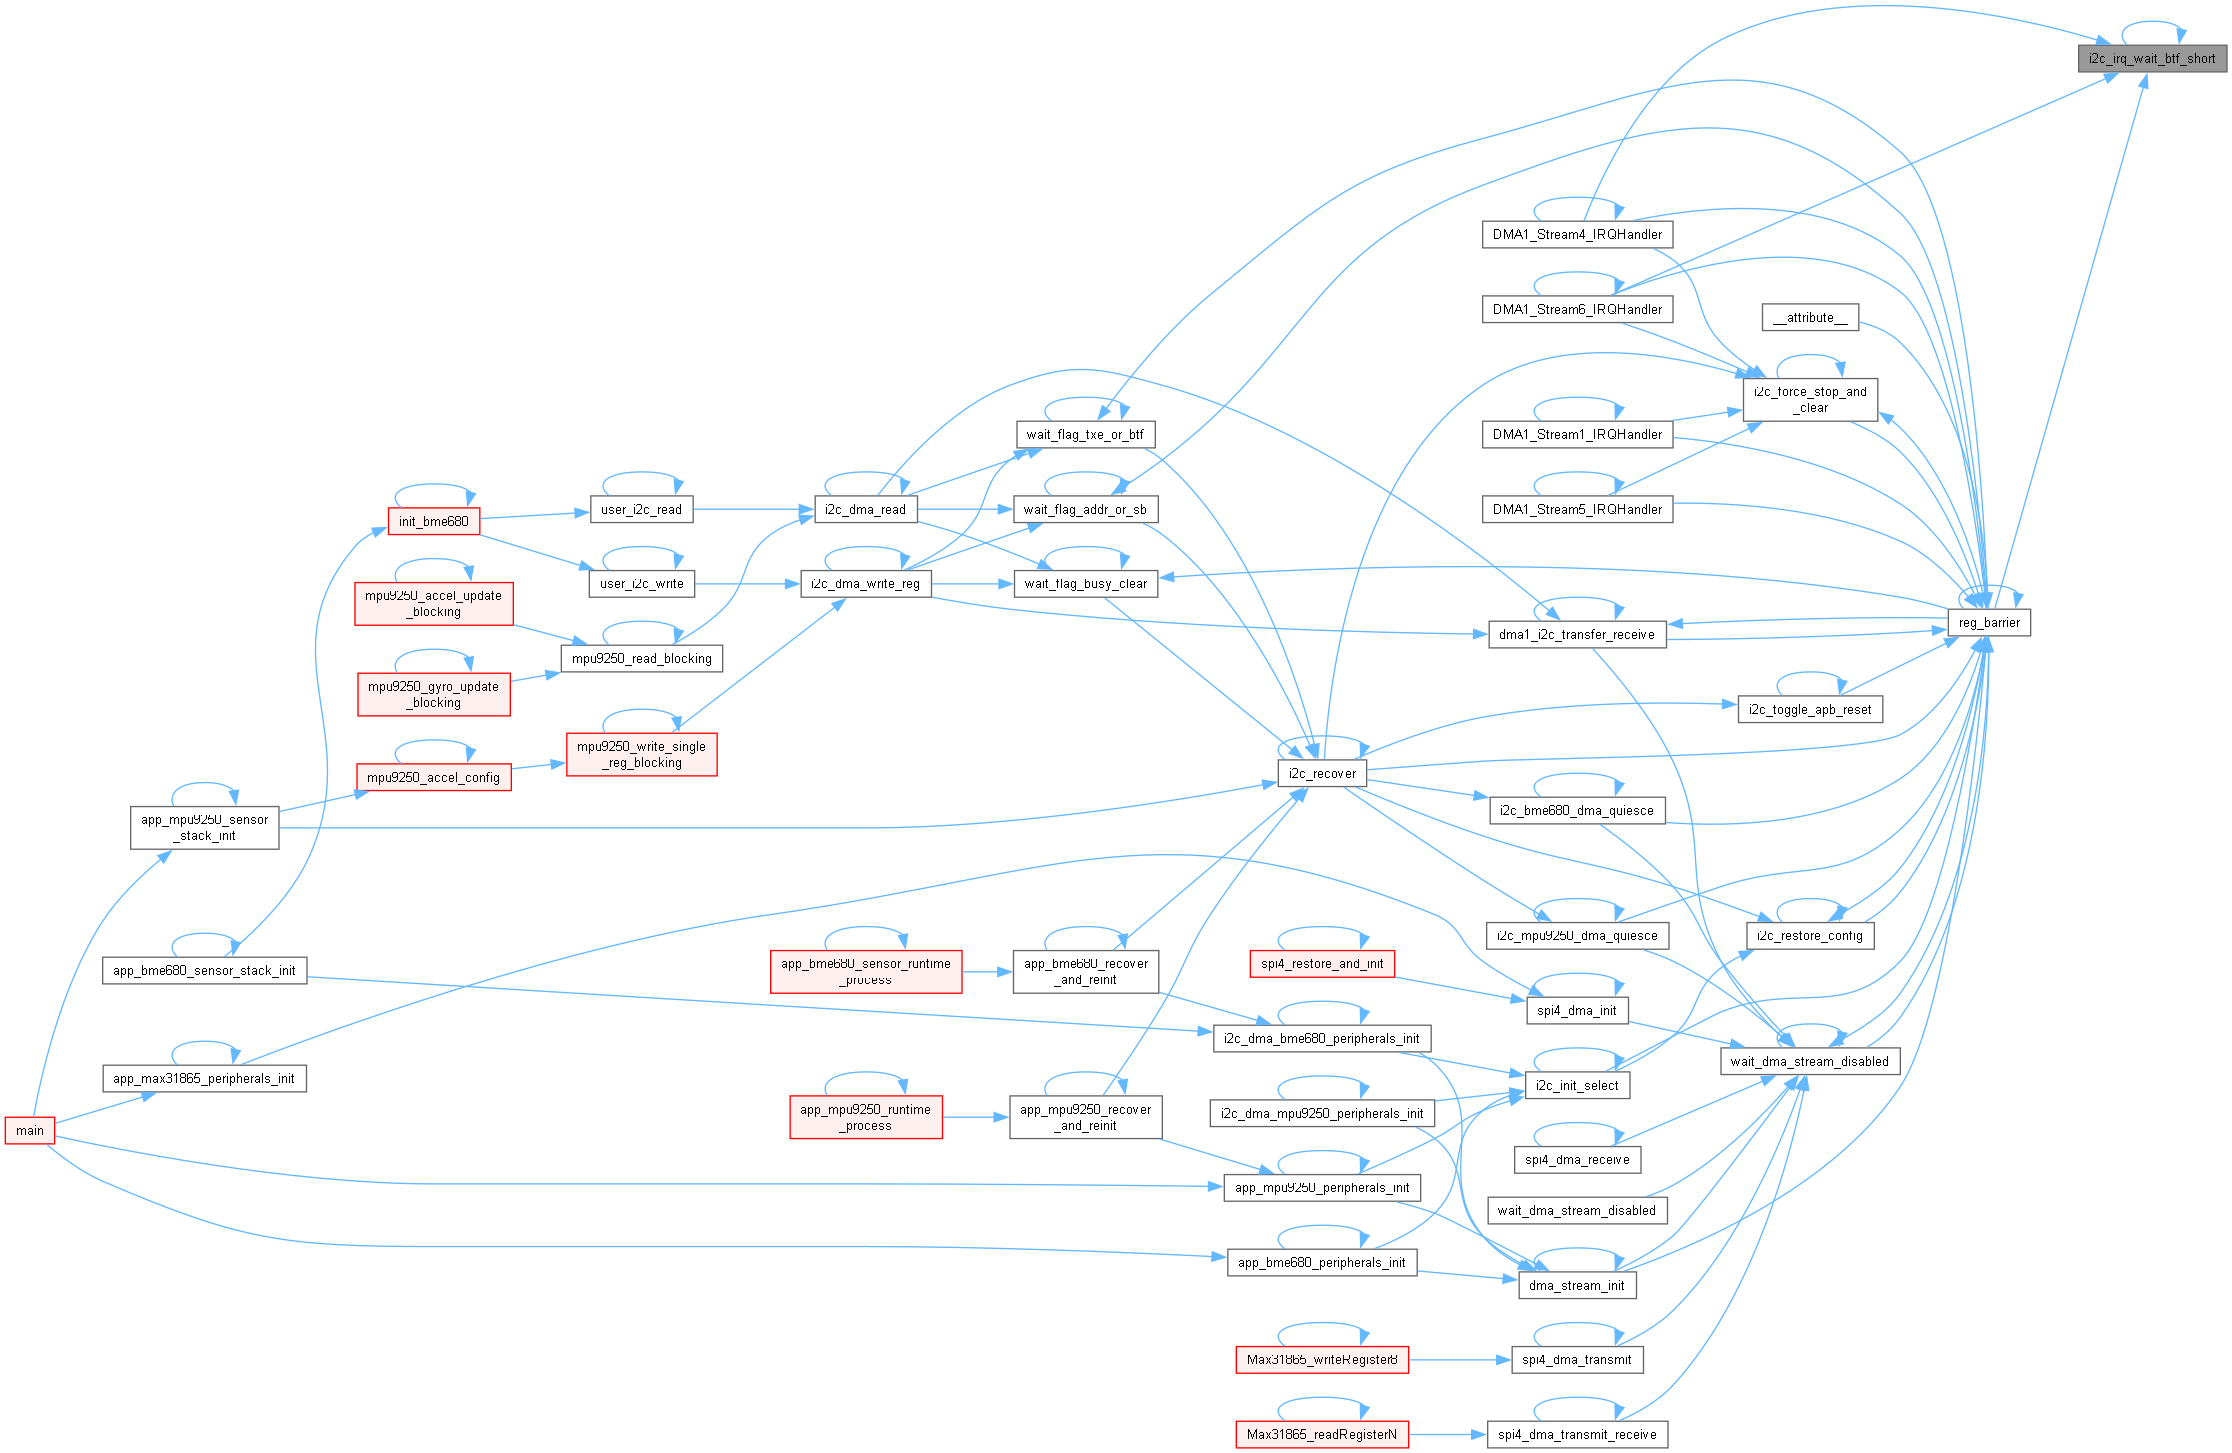 i2c_irq_wait_btf_short
DMA1_Stream4_IRQHandler
DMA1_Stream6_IRQHandler
__attribute__
i2c_force_stop_and
_clear
wait_flag_txe_or_btf
DMA1_Stream1_IRQHandler
init_bme680
user_i2c_read
i2c_dma_read
wait_flag_addr_or_sb
DMA1_Stream5_IRQHandler
mpu9250_accel_update
_blocking
user_i2c_write
i2c_dma_write_reg
wait_flag_busy_clear
reg_barrier
dma1_i2c_transfer_receive
mpu9250_read_blocking
mpu9250_gyro_update
_blocking
i2c_toggle_apb_reset
mpu9250_write_single
_reg_blocking
mpu9250_accel_config
i2c_recover
i2c_bme680_dma_quiesce
app_mpu9250_sensor
_stack_init
i2c_mpu9250_dma_quiesce
i2c_restore_config
app_bme680_sensor_stack_init
app_bme680_sensor_runtime
_process
app_bme680_recover
_and_reinit
spi4_restore_and_init
spi4_dma_init
i2c_dma_bme680_peripherals_init
wait_dma_stream_disabled
app_max31865_peripherals_init
i2c_init_select
app_mpu9250_runtime
_process
app_mpu9250_recover
_and_reinit
i2c_dma_mpu9250_peripherals_init
main
spi4_dma_receive
app_mpu9250_peripherals_init
wait_dma_stream_disabled
app_bme680_peripherals_init
dma_stream_init
Max31865_writeRegister8
spi4_dma_transmit
Max31865_readRegisterN
spi4_dma_transmit_receive